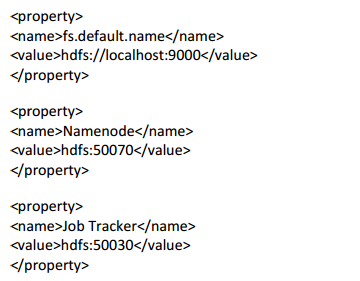 <property>
<name>fs.default.name</name>
<value>hdfs://localhost:9000</value>
</property>
<property>
<name>Namenode</name>
<value>hdfs:50070</value>
</property>
<property>
<name>Job Tracker</name>
<value>hdfs:50030</value>
</property>